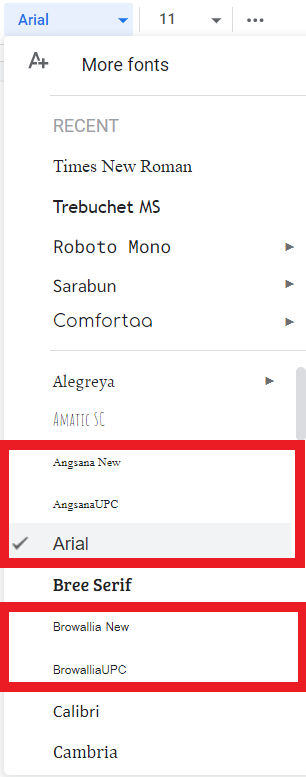 Arial 11
More fonts
RECENT
Times New Roman
Trebuchet MS
Roboto Mono
Sarabun
Comfortaa
Alegreya
Amatic SC
Angsana New
AngsanaUPC
Arial
Bree Serif
Browallia New
BrowalliaUPC
Calibri
Cambria